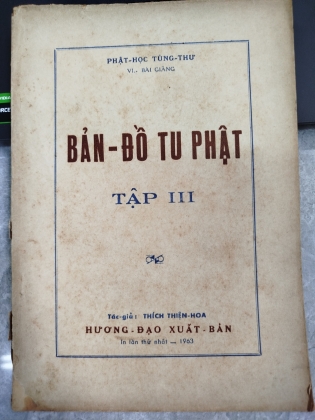 PHẬT-HỌC TÙNG-THƯ
BÀI GIẢNG
BẢN-ĐỒ TU PHẬT
TẬP III
Tác-giả: THÍCH THIỆN-HOA
HƯƠNG-ĐẠO XUẤT-BẢN
In lần thứ nhất — 1963